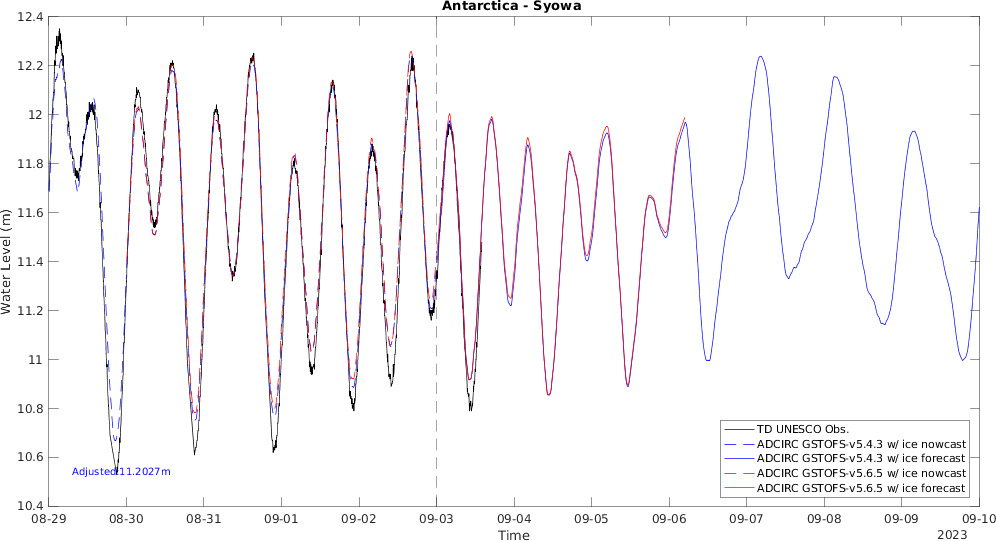 Antarctica - Syowa
12.4
12.2
12
11.8
11.6
11.4
11.2
11
10.8
10.6
10.4
Water Level (m)
Adjusted:11.2027m
TD UNESCO Obs.
ADCIRC GSTOFS-v5.4.3 w/ ice nowcast
ADCIRC GSTOFS-v5.4.3 w/ ice forecast
ADCIRC GSTOFS-v5.6.5 w/ ice nowcast
ADCIRC GSTOFS-v5.6.5 w/ ice forecast
08-29 08-30 08-31 09-01 09-02 09-03 09-04 09-05 09-06 09-07 09-08 09-09 09-10
Time
2023